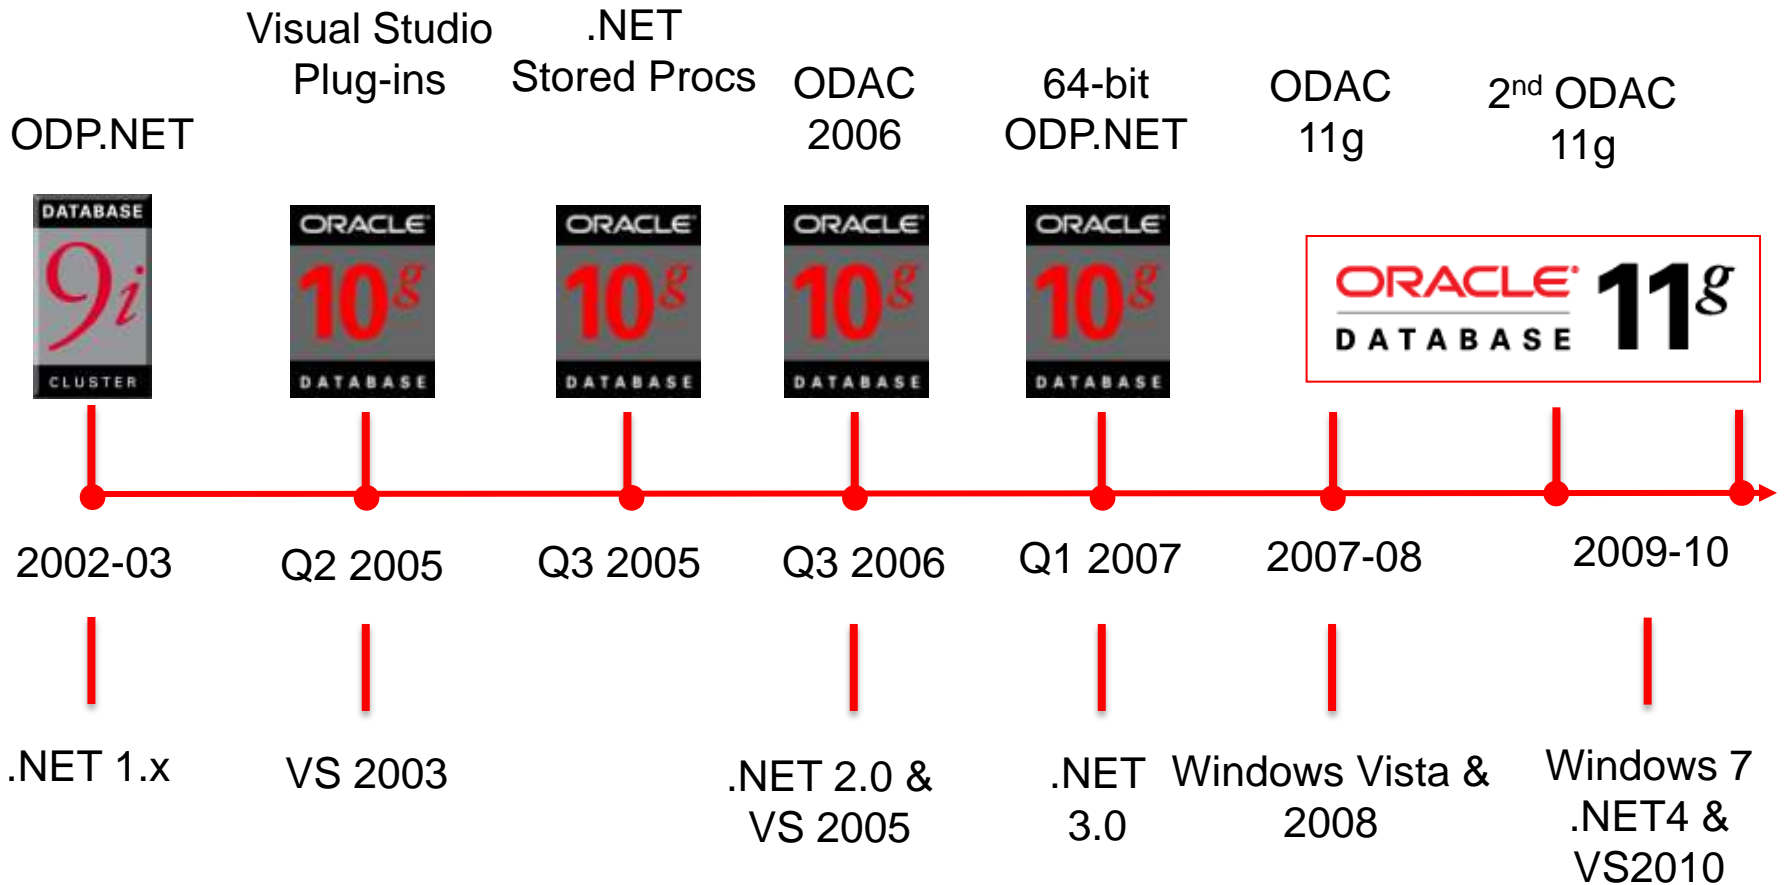 Visual Studio
Plug-ins
.NET
Stored Procs
ODP.NET
ODAC
2006
64-bit
ODP.NET
ODAC
11g
2nd ODAC
11g
DATABASE
9i
CLUSTER
ORACLE
10g
DATABASE
ORACLE
10g
DATABASE
ORACLE
10g
DATABASE
ORACLE
10g
DATABASE
ORACLE
DATABASE
11g
2002-03
Q2 2005
Q3 2005
Q3 2006
Q1 2007
2007-08
2009-10
.NET 1.x
VS 2003
.NET 2.0 &
VS 2005
.NET
3.0
Windows Vista &
2008
Windows 7
.NET4 &
VS2010